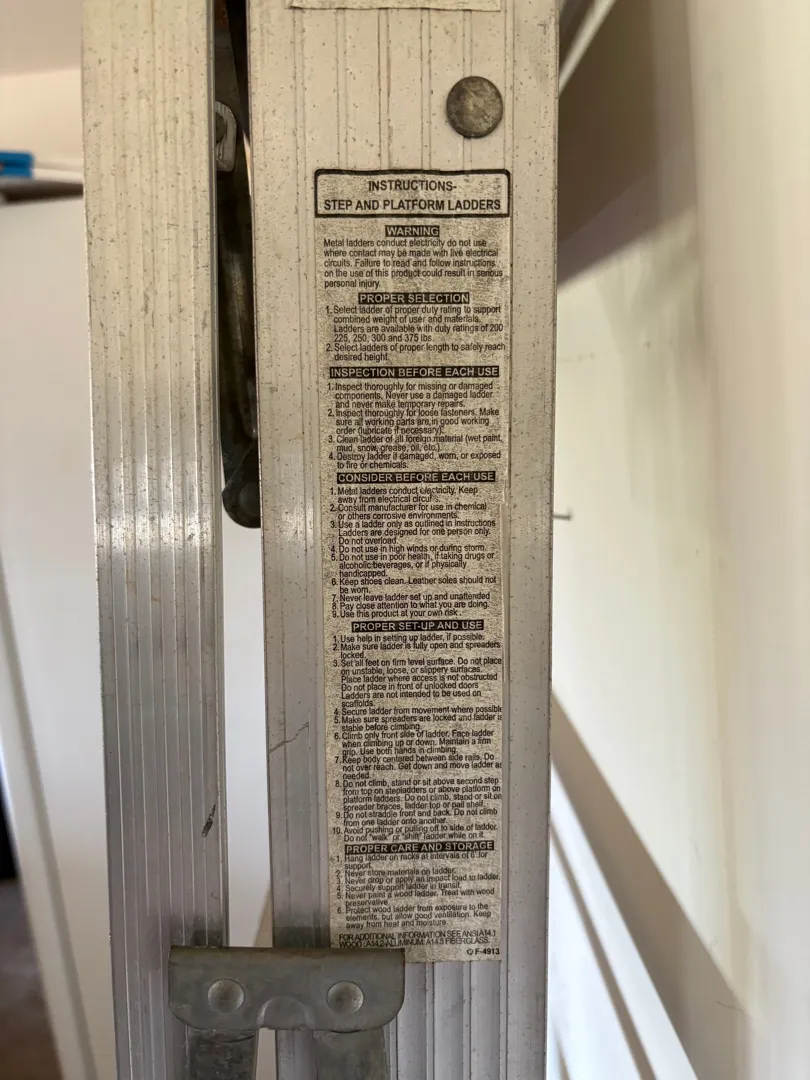 INSTRUCTIONS-
STEP AND PLATFORM LADDERS
WARNING
Metal ladders conduct electricity do not use
where contact may be made with live electrical
circuits. Failure to read and follow instructions
on the use of this product could result in serious
personal injury.
PROPER SELECTION
1. Select ladder of proper duty rating to support
combined weight of user and materials.
Ladders are available with duty ratings of 200
225, 250, 300 and 375 lbs.
2. Select ladders of proper length to safely reach
desired height.
INSPECTION BEFORE EACH USE
1. Inspect thoroughly for missing or damaged
components. Never use a damaged ladder
and never make temporary repairs.
2. Inspect thoroughly for loose fasteners. Make
sure all working parts are in good working
order (lubricate if necessary).
3. Clean ladder of all foreign material (wet paint,
mud, snow, grease, oil, etc.)
4. Destroy ladder if damaged, worn, or exposed
to fire or chemicals.
CONSIDER BEFORE EACH USE
1. Metal ladders conduct electricity. Keep
away from electrical
2. Consult manufacturer for use in chemical
or others corrosive environments.
3. Use a ladder only as outlined in instructions
Ladders are designed for one person only.
Do not overload.
4. Do not use in high winds or during storm.
5. Do not use in poor health, if taking drugs or
alcoholic beverages, or if physically
handicapped.
6. Keep shoes clean. Leather soles should not
be worn.
7. Never leave ladder set up and unattended
8. Pay close attention to what you are doing.
9. Use this product at your own risk.
PROPER SET-UP AND USE
1. Use help in setting up ladder, if possible.
2. Make sure ladder is fully open and spreaders
locked.
3. Set all feet on firm level surface. Do not place
on unstable, loose, or slippery surfaces.
Place ladder where access is not obstructed
Do not place in front of unlocked doors
Ladders are not intended to be used on
scaffolds.
4. Secure ladder from movement where possible
5. Make sure spreaders are locked and ladder is
stable before climbing.
6. Climb only front side of ladder. Face ladder
when climbing up or down. Maintain a firm
grip. Use both hands in climbing.
7. Keep body centered between side rails. Do
not over reach. Get down and move ladder as
needed.
8. Do not climb, stand or sit above second step
from top on stepladders or above platform on
platform ladders. Do not climb, stand or sit on
spreader braces, ladder top or pail shelf.
9. Do not straddle front and back. Do not climb
from one ladder onto another.
10. Avoid pushing or pulling off to side of ladder.
Do not "walk" or "shift" ladder while on it.
PROPER CARE AND STORAGE
1. Hang ladder on racks at intervals of 6' for
support.
2. Never store materials on ladder.
3. Never drop or apply an impact load to ladder.
4. Securely support ladder in transit.
5. Never paint a wood ladder. Treat with wood
preservative.
6. Protect wood ladder from exposure to the
elements, but allow good ventilation. Keep
away from heat and moisture.
FOR ADDITIONAL INFORMATION SEE ANSI A14.1
WOOD; A14.2-ALUMINUM; A14.5 FIBERGLASS.
F-4913